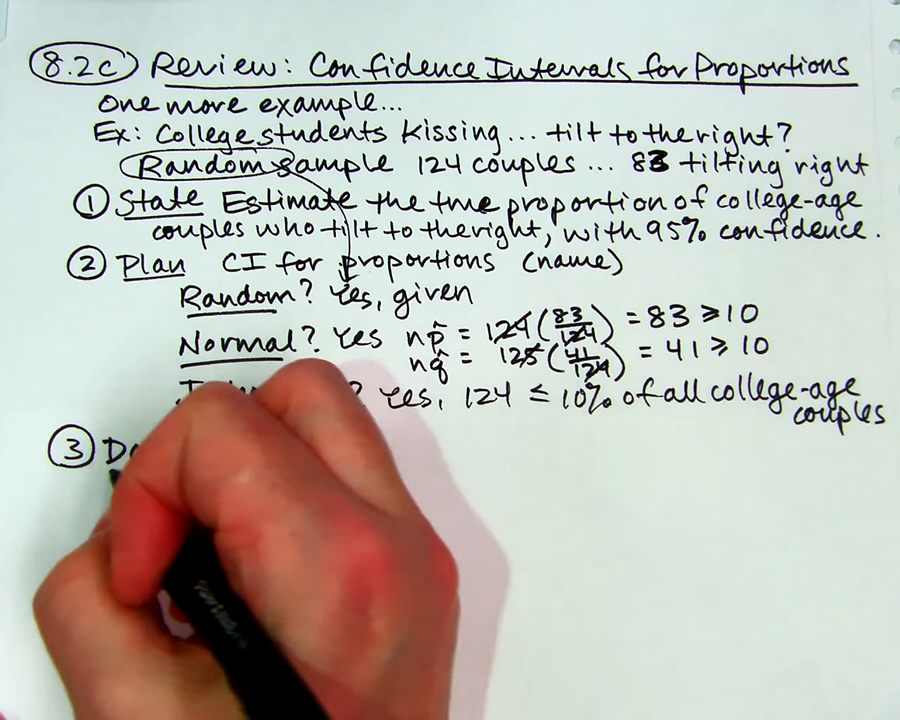 8.2c) Review: Confidence Intervals for Proportions
One more example...
Ex: College students kissing... tilt to the right?
Random sample 124 couples... 83 tilting right
① State Estimate the true proportion of college-age
couples who tilt to the right, with 95% confidence.
② Plan CI for proportions (name)
Random? Yes, given
Normal? Yes np̂ = 124(83/124) = 83 ≥ 10
nq̂ = 125(41/124) = 41 ≥ 10
? Yes, 124 ≤ 10% of all college-age
couples
③ Do